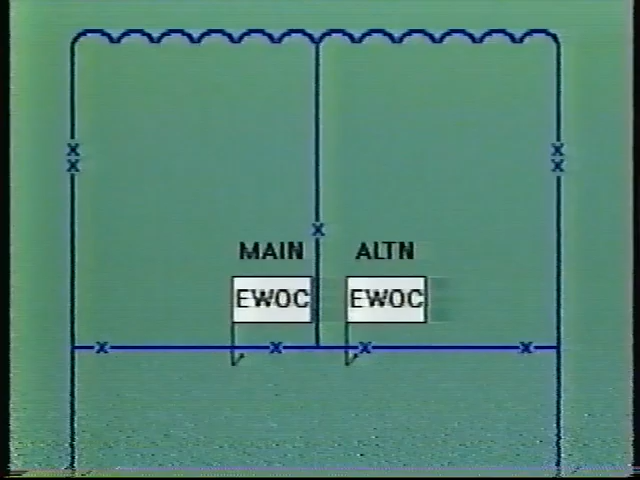 x x
x x
x
MAIN ALTN
EWOC EWOC
x x x x